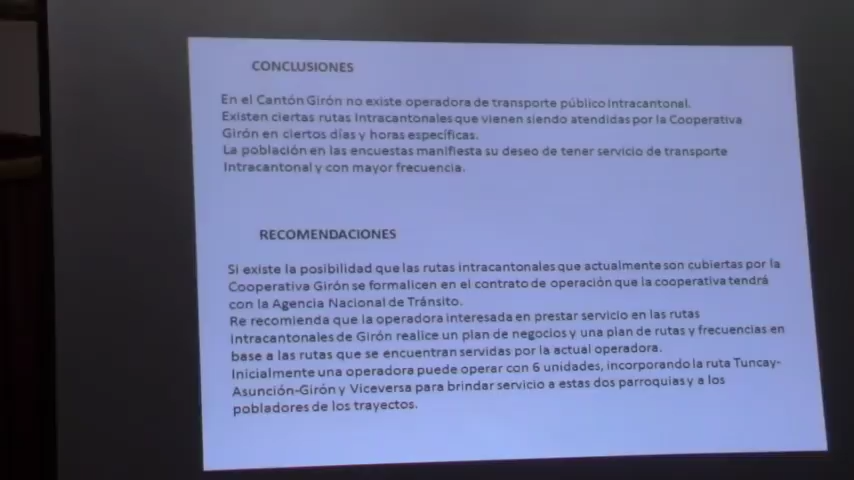 CONCLUSIONES
En el Cantón Girón no existe operadora de transporte público Intracantonal.
Existen ciertas rutas Intracantonales que vienen siendo atendidas por la Cooperativa
Girón en ciertos días y horas específicas.
La población en las encuestas manifiesta su deseo de tener servicio de transporte
Intracantonal y con mayor frecuencia.
RECOMENDACIONES
Si existe la posibilidad que las rutas intracantonales que actualmente son cubiertas por la
Cooperativa Girón se formalicen en el contrato de operación que la cooperativa tendrá
con la Agencia Nacional de Tránsito.
Re recomienda que la operadora interesada en prestar servicio en las rutas
intracantonales de Girón realice un plan de negocios y una plan de rutas y frecuencias en
base a las rutas que se encuentran servidas por la actual operadora.
Inicialmente una operadora puede operar con 6 unidades, incorporando la ruta Tuncay-
Asunción-Girón y Viceversa para brindar servicio a estas dos parroquias y a los
pobladores de los trayectos.